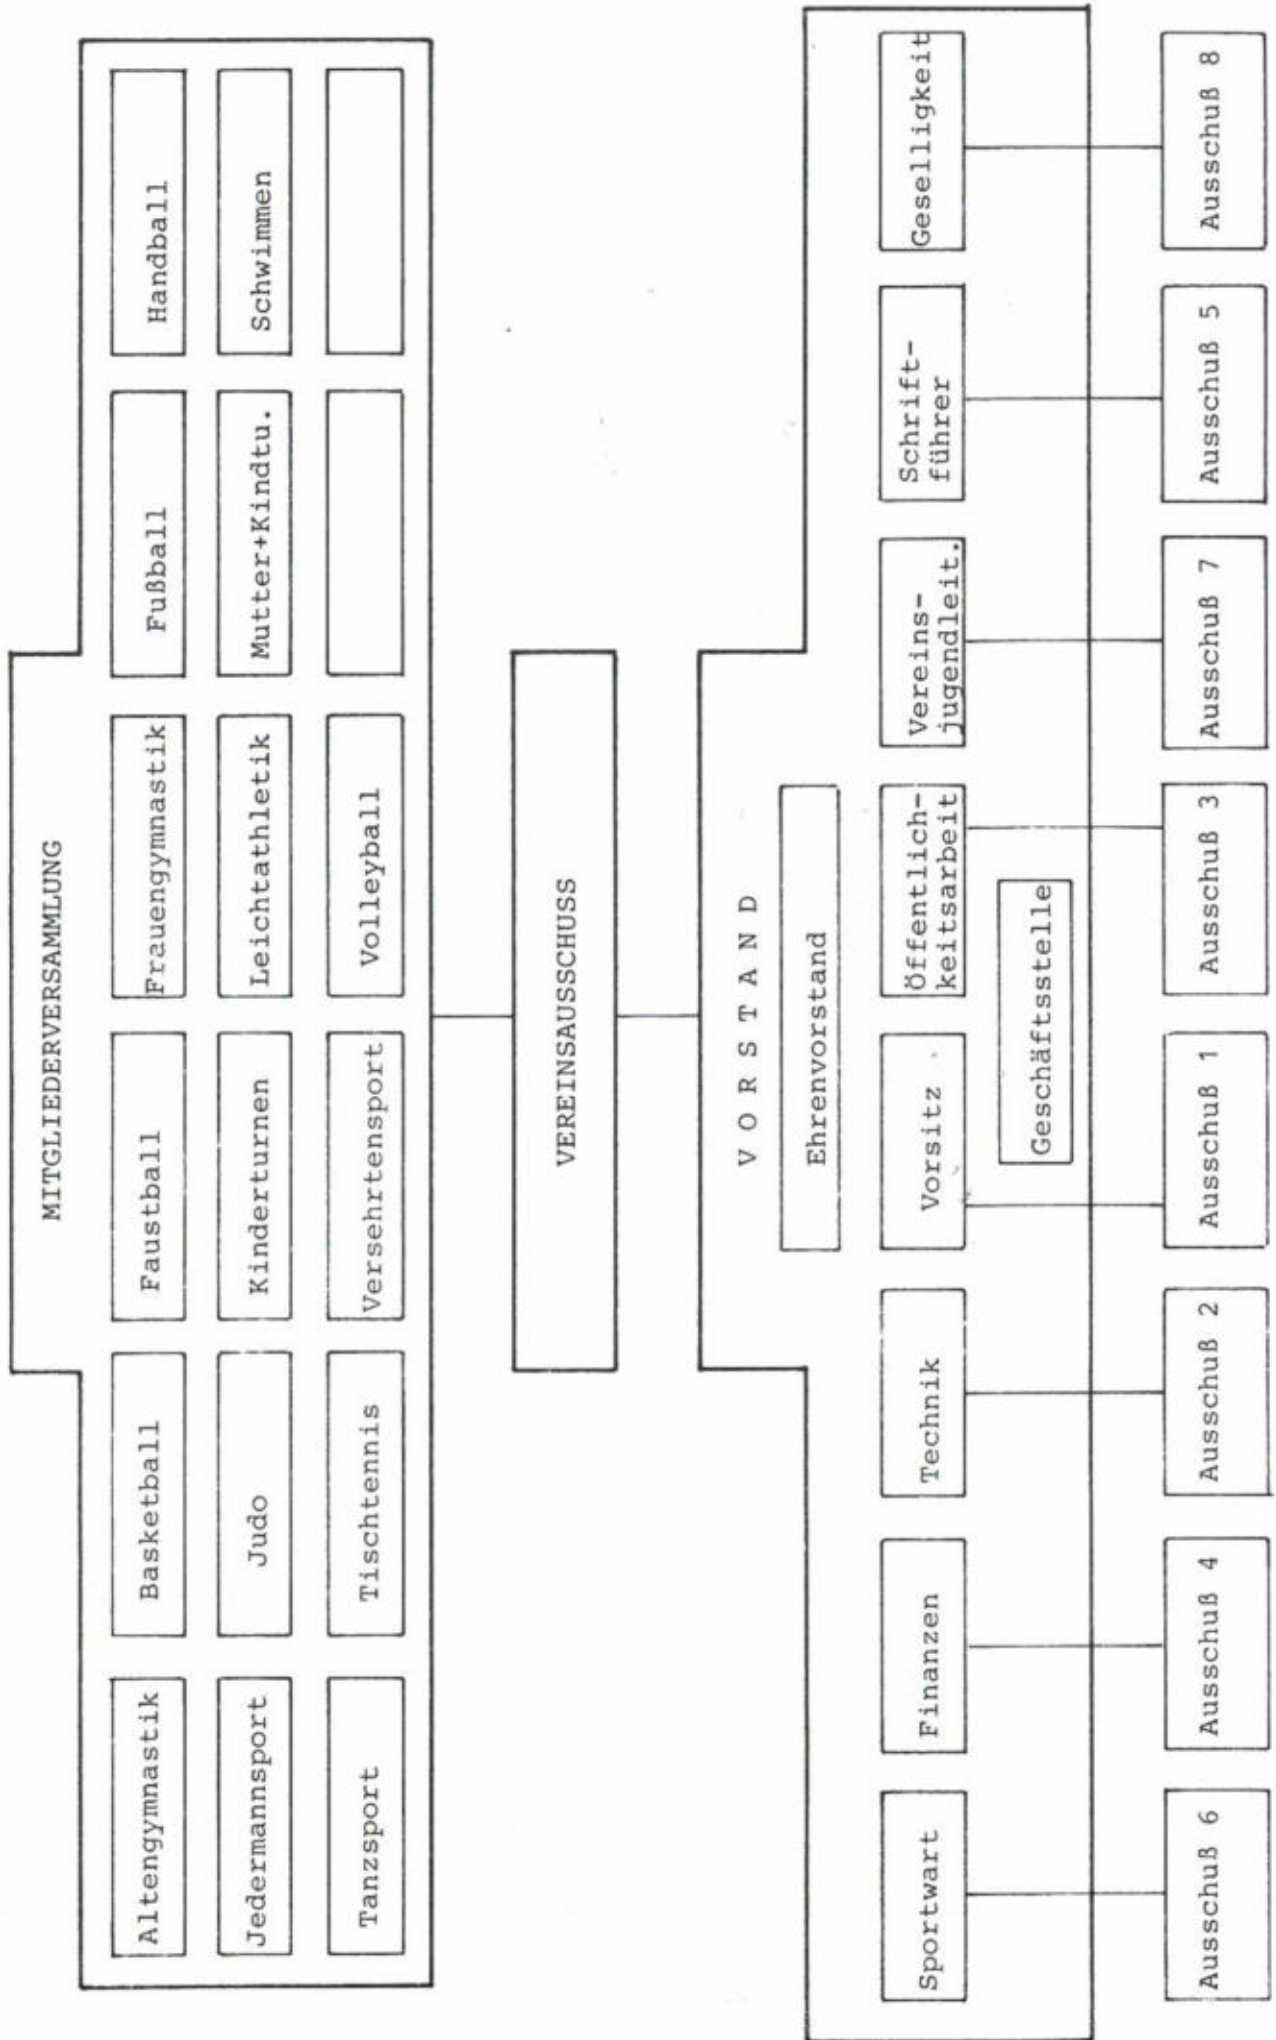 MITGLIEDERVERSAMMLUNG
Altengymnastik
Basketball
Faustball
Frauengymnastik
Fußball
Handball
Jedermannsport
Judo
Kinderturnen
Leichtathletik
Mutter+Kindtu.
Schwimmen
Tanzsport
Tischtennis
Versehrtensport
Volleyball
VEREINSAUSSCHUSS
V O R S T A N D
Ehrenvorstand
Sportwart
Finanzen
Technik
Vorsitz
Öffentlich-
keitsarbeit
Vereins-
jugendleit.
Schrift-
führer
Geselligkeit
Geschäftsstelle
Ausschuß 6
Ausschuß 4
Ausschuß 2
Ausschuß 1
Ausschuß 3
Ausschuß 7
Ausschuß 5
Ausschuß 8